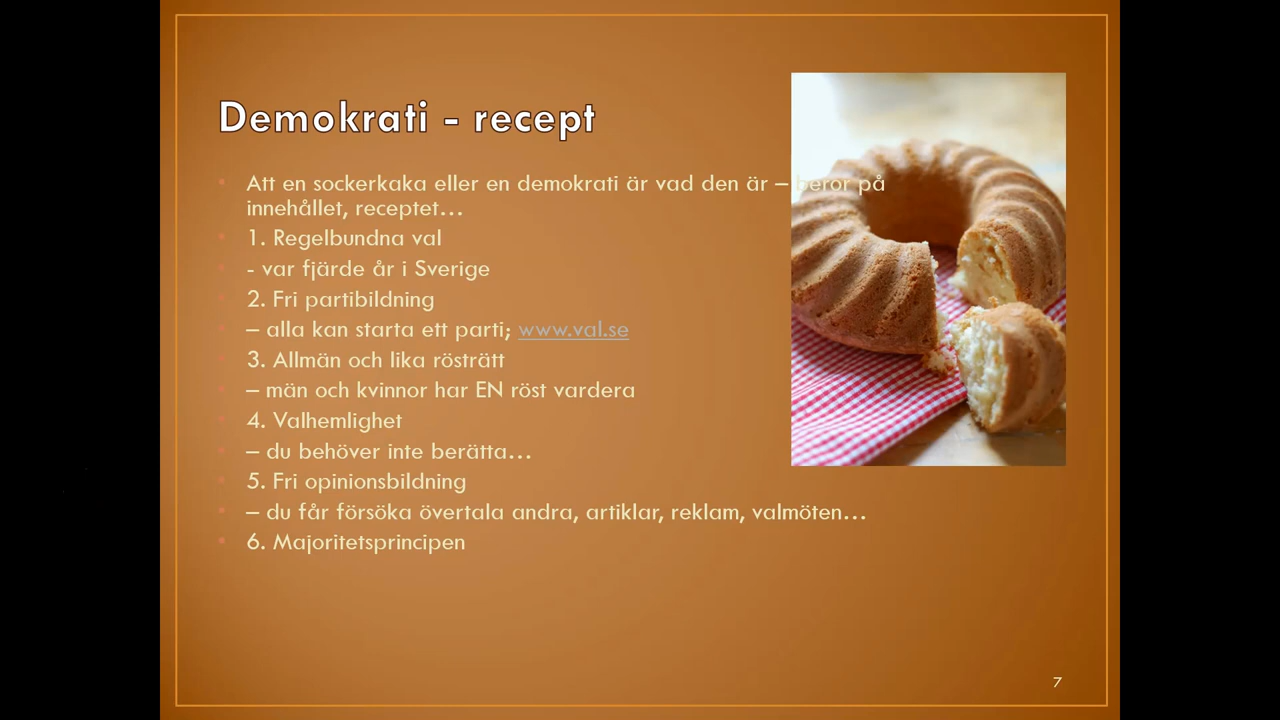 Demokrati - recept
• Att en sockerkaka eller en demokrati är vad den är – beror på
innehållet, receptet…
• 1. Regelbundna val
• - var fjärde år i Sverige
• 2. Fri partibildning
• – alla kan starta ett parti; www.val.se
• 3. Allmän och lika rösträtt
• – män och kvinnor har EN röst vardera
• 4. Valhemlighet
• – du behöver inte berätta…
• 5. Fri opinionsbildning
• – du får försöka övertala andra, artiklar, reklam, valmöten…
• 6. Majoritetsprincipen
7